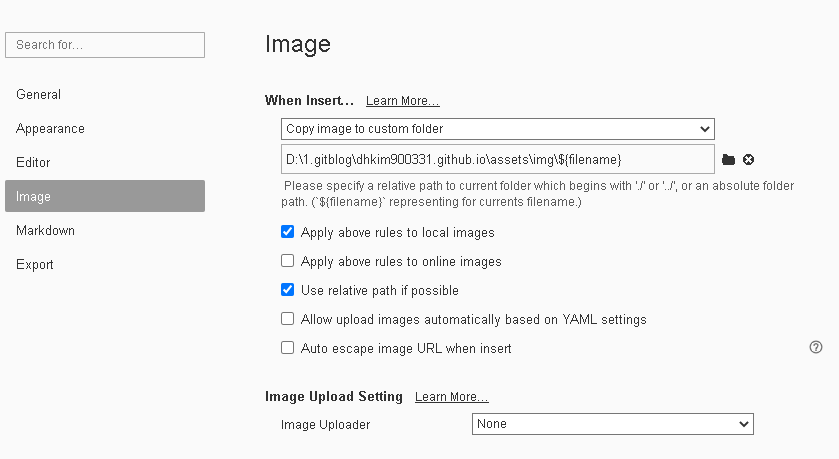 Search for...
General
Appearance
Editor
Image
Markdown
Export
Image
When Insert... Learn More...
Copy image to custom folder
D:\1.gitblog\dhkim900331.github.io\assets\img\${filename}
Please specify a relative path to current folder which begins with './' or '../', or an absolute folder
path. (`${filename}` representing for currents filename.)
Apply above rules to local images
Apply above rules to online images
Use relative path if possible
Allow upload images automatically based on YAML settings
Auto escape image URL when insert ?
Image Upload Setting Learn More...
Image Uploader None